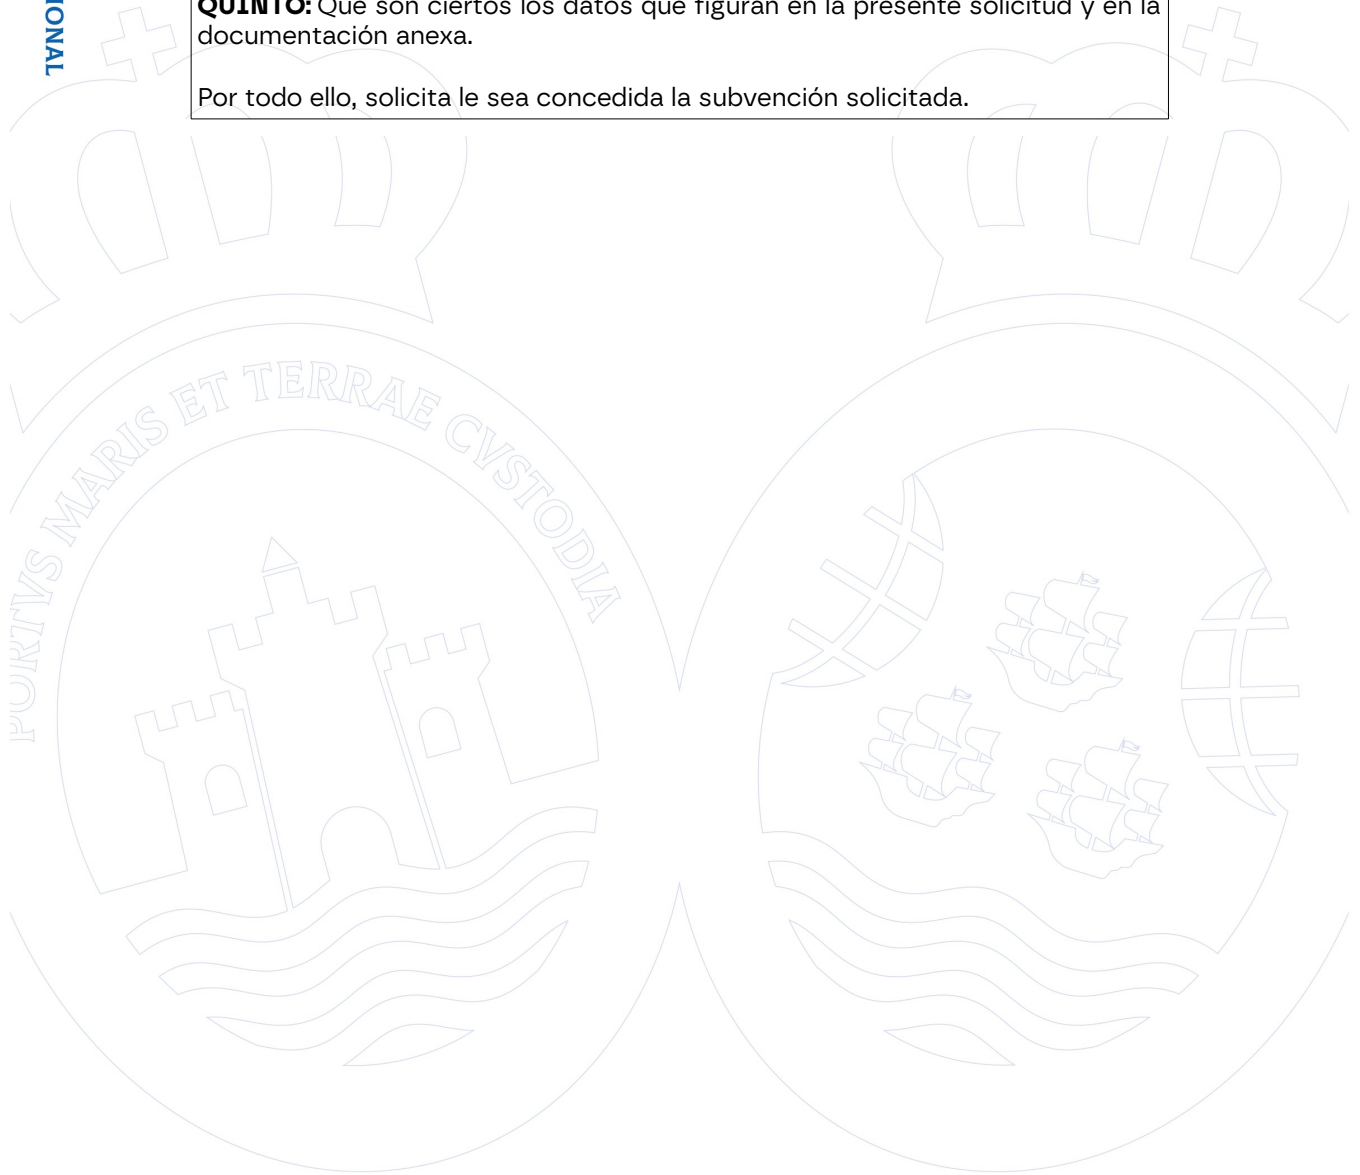 IONAL
QUINTO: Que son ciertos los datos que figuran en la presente solicitud y en la
documentación anexa.
Por todo ello, solicita le sea concedida la subvención solicitada.
PORTVS MARIS ET TERRAE CVSTODIA